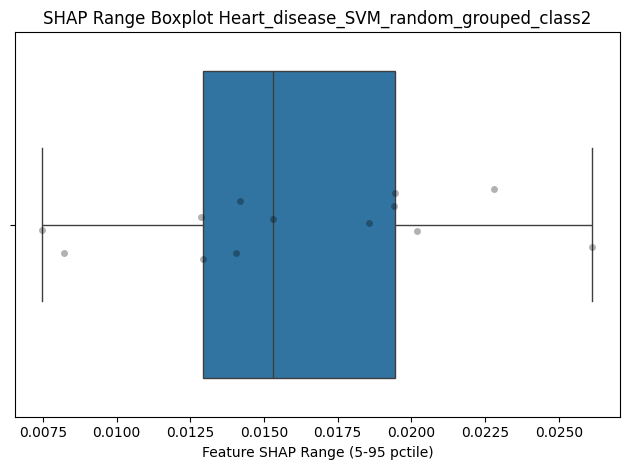 SHAP Range Boxplot Heart_disease_SVM_random_grouped_class2
0.0075 0.0100 0.0125 0.0150 0.0175 0.0200 0.0225 0.0250
Feature SHAP Range (5-95 pctile)